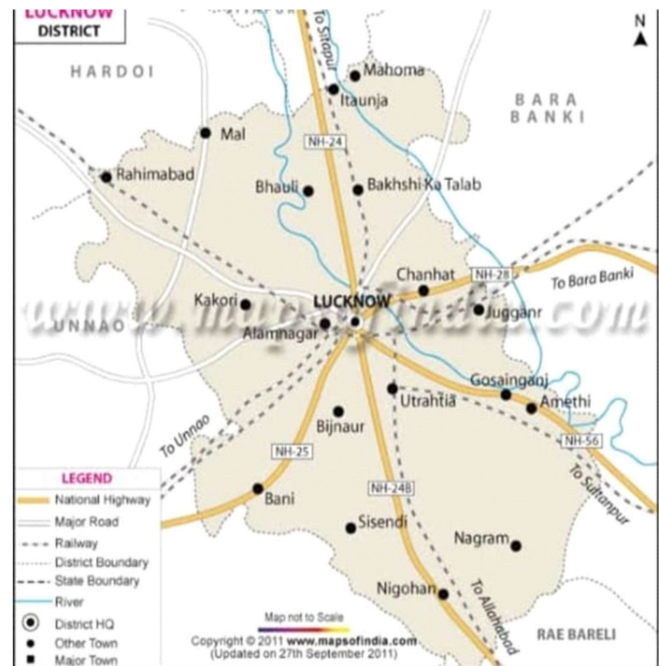 LUCKNOW
DISTRICT
To Sitapur
N
HARDOI
Mahoma
Itaunja
BARA
BANKI
Mal
NH-24
Rahimabad
Bhauli
Bakhshi Ka Talab
Chanhat
NH-28
To Bara Banki
Kakori
LUCKNOW
www.mapsofindia.com
Jugganr
UNNAO
Alamnagar
Gosainganj
Utrahtia
Amethi
Bijnaur
To Unnao
NH-56
NH-25
To Sultanpur
LEGEND
National Highway
Major Road
Railway
District Boundary
State Boundary
River
District HQ
Other Town
Major Town
Bani
NH-24B
Sisendi
Nagram
Nigohan
To Allahabad
RAE BARELI
Map not to Scale
Copyright © 2011 www.mapsofindia.com
(Updated on 27th September 2011)